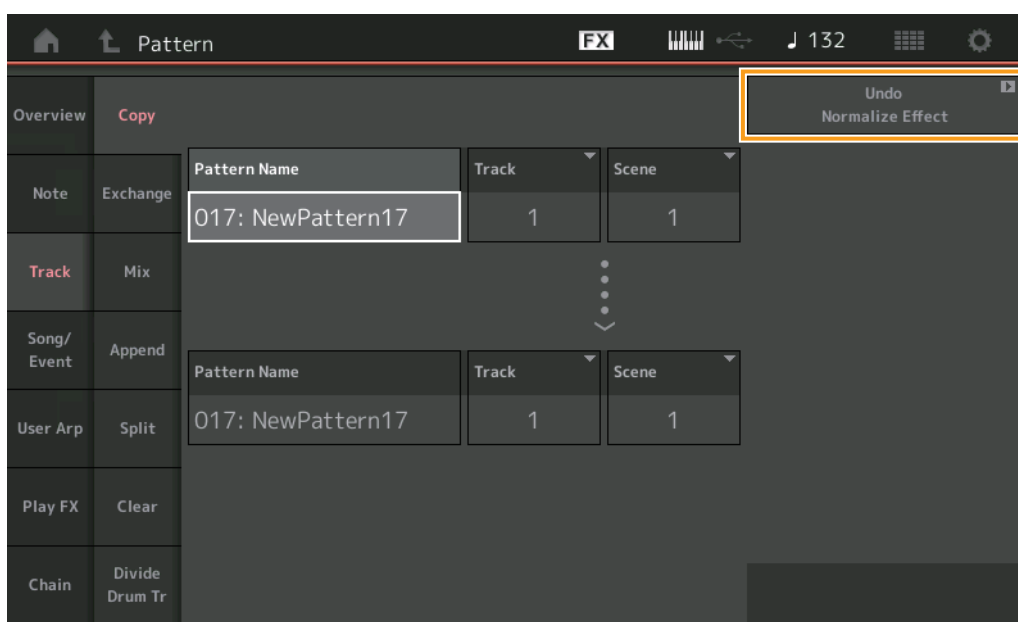 Pattern
FX
♩ 132
Overview
Note
Track
Song/
Event
User Arp
Play FX
Chain
Copy
Exchange
Mix
Append
Split
Clear
Divide
Drum Tr
Pattern Name
Track
Scene
017: NewPattern17
1
1
Pattern Name
Track
Scene
017: NewPattern17
1
1
Undo
Normalize Effect